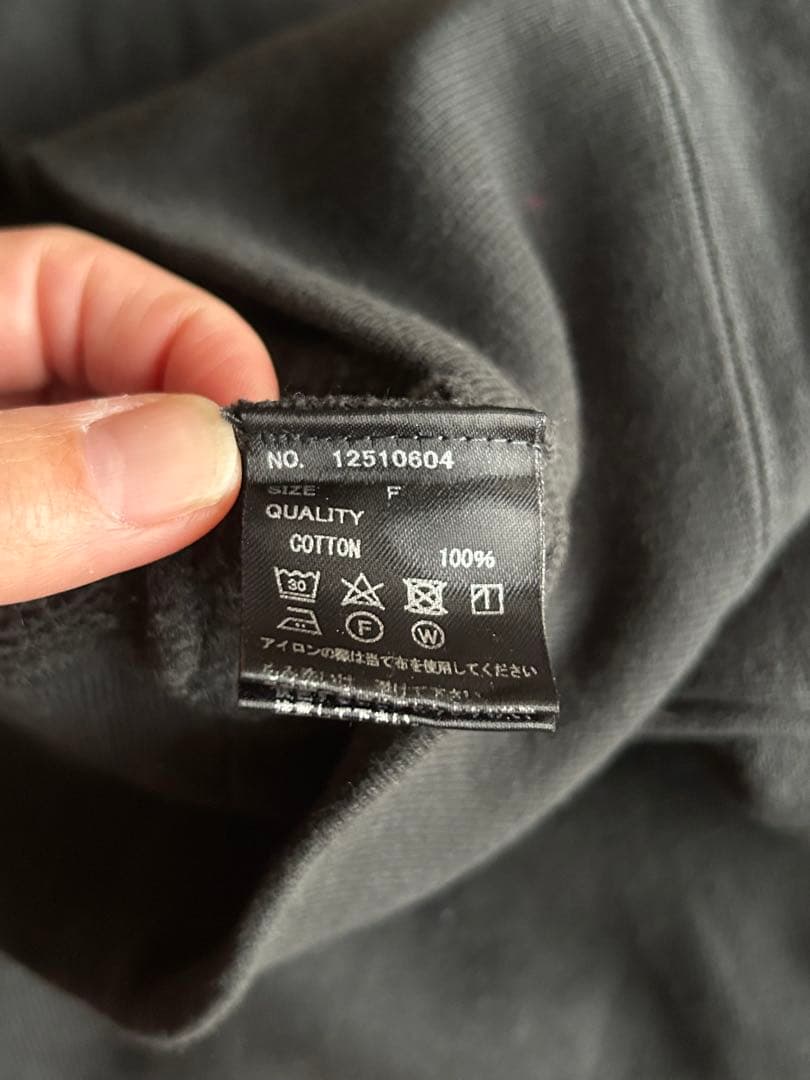 NO. 12510604
SIZE F
QUALITY
COTTON 100%
30
F W
アイロンの際は当て布を使用してください